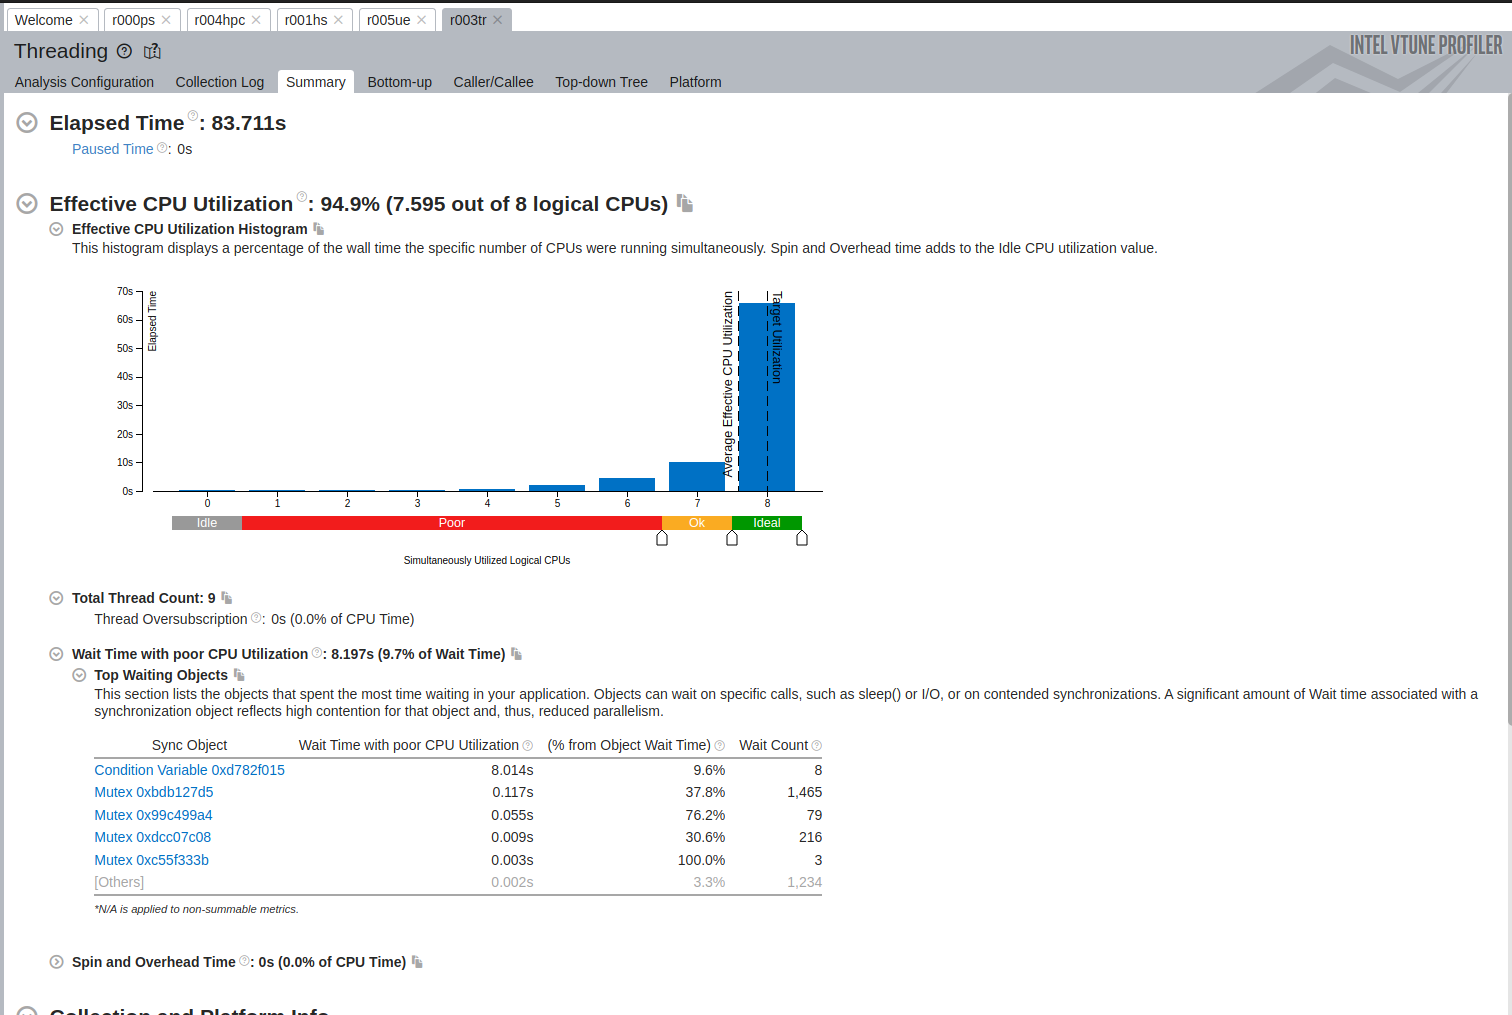 Welcome r000ps r004hpc r001hs r005ue r003tr
Threading
INTEL VTUNE PROFILER
Analysis Configuration Collection Log Summary Bottom-up Caller/Callee Top-down Tree Platform
Elapsed Time : 83.711s
Paused Time : 0s
Effective CPU Utilization : 94.9% (7.595 out of 8 logical CPUs)
Effective CPU Utilization Histogram
This histogram displays a percentage of the wall time the specific number of CPUs were running simultaneously. Spin and Overhead time adds to the Idle CPU utilization value.
70s
60s
50s
40s
30s
20s
10s
0s
Elapsed Time
Average Effective CPU Utilization
Target Utilization
0 1 2 3 4 5 6 7 8
Idle Poor Ok Ideal
Simultaneously Utilized Logical CPUs
Total Thread Count: 9
Thread Oversubscription : 0s (0.0% of CPU Time)
Wait Time with poor CPU Utilization : 8.197s (9.7% of Wait Time)
Top Waiting Objects
This section lists the objects that spent the most time waiting in your application. Objects can wait on specific calls, such as sleep() or I/O, or on contended synchronizations. A significant amount of Wait time associated with a
synchronization object reflects high contention for that object and, thus, reduced parallelism.
Sync Object Wait Time with poor CPU Utilization (% from Object Wait Time) Wait Count
Condition Variable 0xd782f015 8.014s 9.6% 8
Mutex 0xbdb127d5 0.117s 37.8% 1,465
Mutex 0x99c499a4 0.055s 76.2% 79
Mutex 0xdcc07c08 0.009s 30.6% 216
Mutex 0xc55f333b 0.003s 100.0% 3
[Others] 0.002s 3.3% 1,234
*N/A is applied to non-summable metrics.
Spin and Overhead Time : 0s (0.0% of CPU Time)
Collection and Platform Info